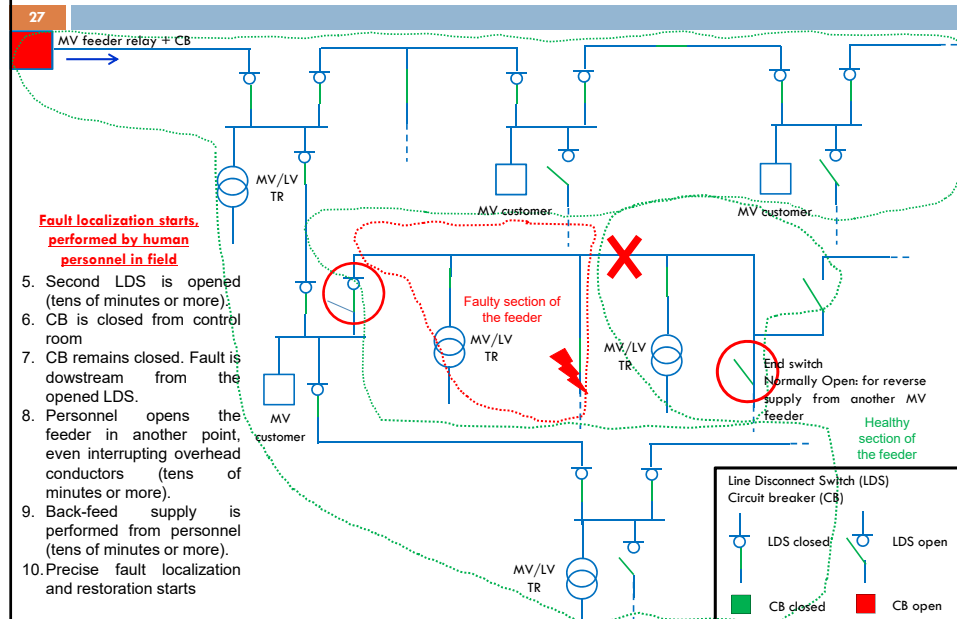 27
MV feeder relay + CB
MV/LV
TR
MV customer
MV customer
Fault localization starts,
performed by human
personnel in field
5. Second LDS is opened
(tens of minutes or more).
6. CB is closed from control
room
7. CB remains closed. Fault is
dowstream from the
opened LDS.
8. Personnel opens the
feeder in another point,
even interrupting overhead
conductors (tens of
minutes or more).
9. Back-feed supply is
performed from personnel
(tens of minutes or more).
10. Precise fault localization
and restoration starts
Faulty section of
the feeder
MV/LV
TR
MV/LV
TR
End switch
Normally Open: for reverse
supply from another MV
feeder
MV
customer
Healthy
section of
the feeder
MV/LV
TR
Line Disconnect Switch (LDS)
Circuit breaker (CB)
LDS closed
LDS open
CB closed
CB open